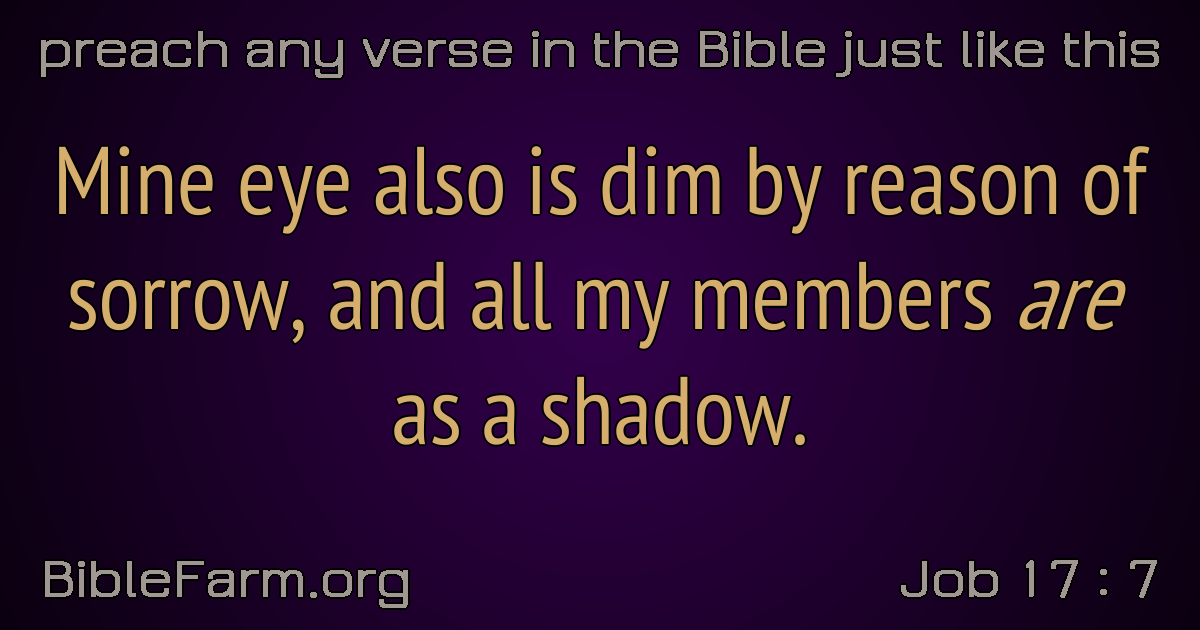 preach any verse in the Bible just like this
Mine eye also is dim by reason of
sorrow, and all my members are
as a shadow.
BibleFarm.org
Job 17 : 7